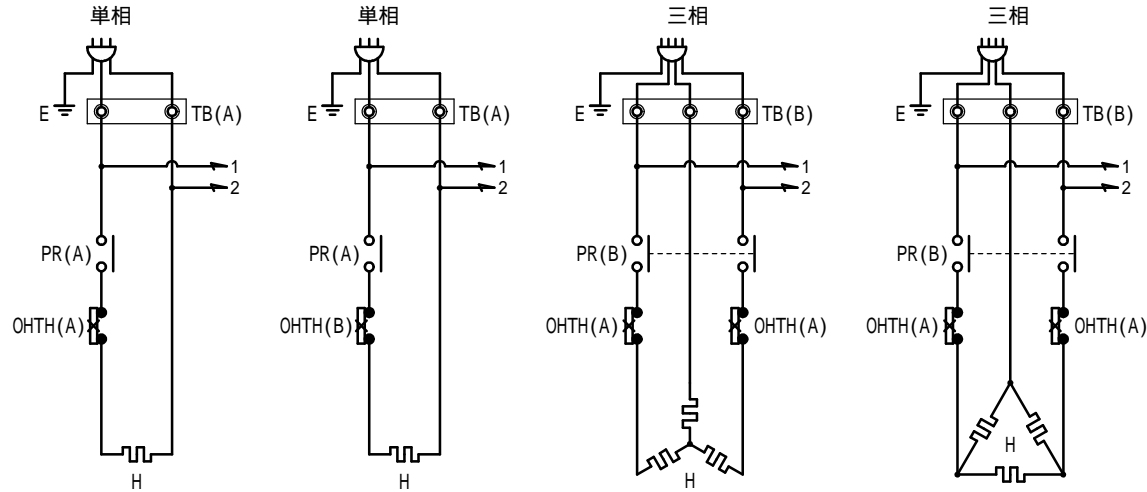 単相
単相
三相
三相
E
TB(A)
E
TB(A)
E
TB(B)
E
TB(B)
1
1
1
1
2
2
2
2
PR(A)
PR(A)
PR(B)
PR(B)
OHTH(A)
OHTH(B)
OHTH(A)
OHTH(A)
OHTH(A)
OHTH(A)
H
H
H
H